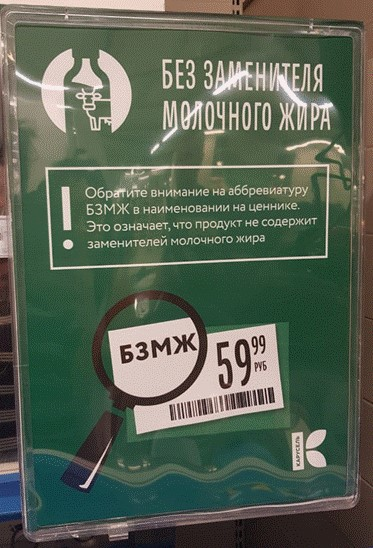 БЕЗ ЗАМЕНИТЕЛЯ
МОЛОЧНОГО ЖИРА
! Обратите внимание на аббревиатуру
БЗМЖ в наименовании на ценнике.
Это означает, что продукт не содержит
заменителей молочного жира
БЗМЖ
59 99
РУБ
КАРУСЕЛЬ